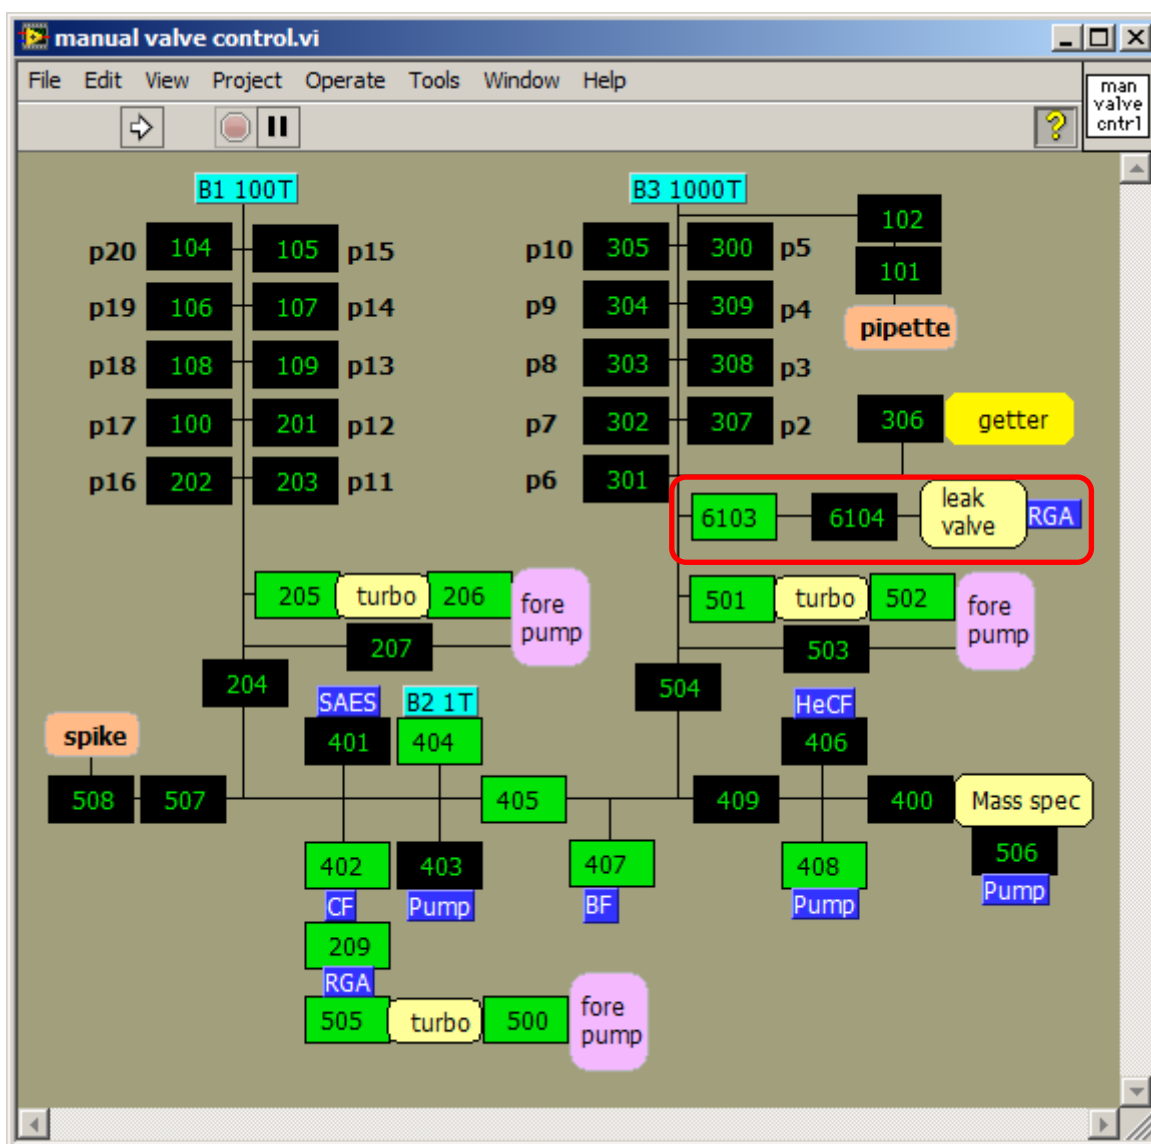 manual valve control.vi
File Edit View Project Operate Tools Window Help
man
valve
cntrl
?
B1 100T
B3 1000T
102
p20 104 105 p15
p10 305 300 p5
101
p19 106 107 p14
p9 304 309 p4
pipette
p18 108 109 p13
p8 303 308 p3
p17 100 201 p12
p7 302 307 p2
306 getter
p16 202 203 p11
p6 301
6103 6104
leak
valve
RGA
205 turbo 206
fore
pump
207
501 turbo 502
fore
pump
503
204
504
SAES
B2 1T
HeCF
spike
401
404
406
508 507
405
409
400
Mass spec
402
403
407
408
506
CF
Pump
BF
Pump
Pump
209
RGA
505 turbo 500
fore
pump